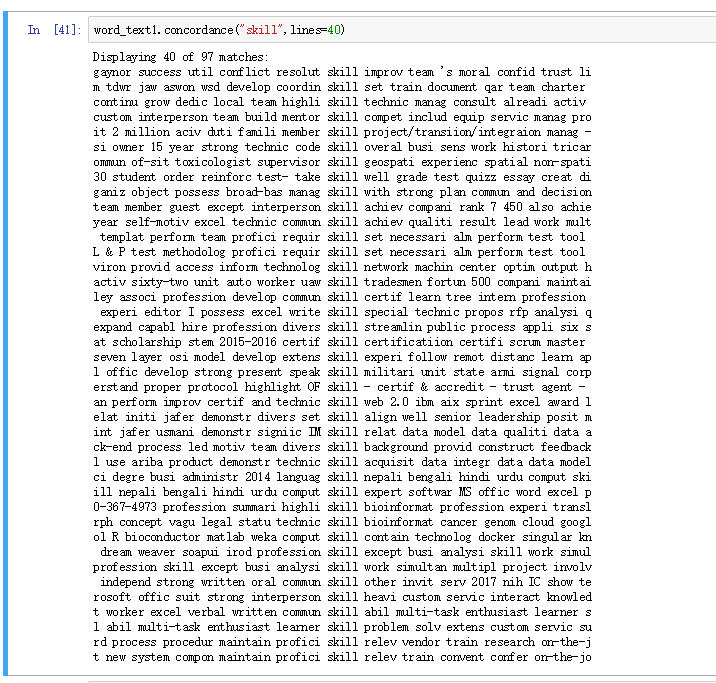 In [41]: word_text1.concordance("skill",lines=40)
Displaying 40 of 97 matches:
gaynor success util conflict resolut skill improv team 's moral confid trust li
m tdwr jaw aswon wsd develop coordin skill set train document qar team charter
continu grow dedic local team highli skill technic manag consult alreadi activ
custom interperson team build mentor skill compet includ equip servic manag pro
it 2 million aciv duti famili member skill project/transiion/integraion manag -
si owner 15 year strong technic code skill overal busi sens work histori tricar
ommun of-sit toxicologist supervisor skill geospati experienc spatial non-spati
30 student order reinforc test- take skill well grade test quizz essay creat di
ganiz object possess broad-bas manag skill with strong plan commun and decision
team member guest except interperson skill achiev compani rank 7 450 also achie
year self-motiv excel technic commun skill achiev qualiti result lead work mult
templat perform team profici requir skill set necessari alm perform test tool
L & P test methodolog profici requir skill set necessari alm perform test tool
viron provid access inform technolog skill network machin center optim output h
activ sixty-two unit auto worker uaw skill tradesmen fortun 500 compani maintai
ley associ profession develop commun skill certif learn tree intern profession
experi editor I possess excel write skill special technic propos rfp analysi q
expand capabl hire profession divers skill streamlin public process appli six s
at scholarship stem 2015-2016 certif skill certificatiion certifi scrum master
seven layer osi model develop extens skill experi follow remot distanc learn ap
l offic develop strong present speak skill militari unit state armi signal corp
erstand proper protocol highlight OF skill - certif & accredit - trust agent -
an perform improv certif and technic skill web 2.0 ibm aix sprint excel award l
elat initi jafer demonstr divers set skill align well senior leadership posit m
int jafer usmani demonstr signiic IM skill relat data model data qualiti data a
ck-end process led motiv team divers skill background provid construct feedback
l use ariba product demonstr technic skill acquisit data integr data data model
ci degre busi administr 2014 languag skill nepali bengali hindi urdu comput ski
ill nepali bengali hindi urdu comput skill expert softwar MS offic word excel p
0-367-4973 profession summari highli skill bioinformat profession experi transl
rph concept vagu legal statu technic skill bioinformat cancer genom cloud googl
ol R bioconductor matlab weka comput skill contain technolog docker singular kn
dream weaver soapui irod profession skill except busi analysi skill work simul
profession skill except busi analysi skill work simultan multipl project involv
independ strong written oral commun skill other invit serv 2017 nih IC show te
rosoft offic suit strong interperson skill heavi custom servic interact knowled
t worker excel verbal written commun skill abil multi-task enthusiast learner s
l abil multi-task enthusiast learner skill problem solv extens custom servic su
rd process procedur maintain profici skill relev vendor train research on-the-j
t new system compon maintain profici skill relev train convent confer on-the-jo